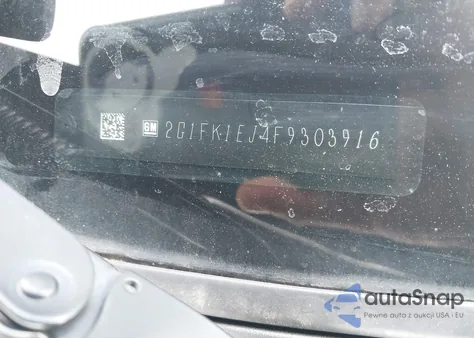 GM 2G1FK1EJ4F9303916
autoSnap
Pewne auta z aukcji USA i EU